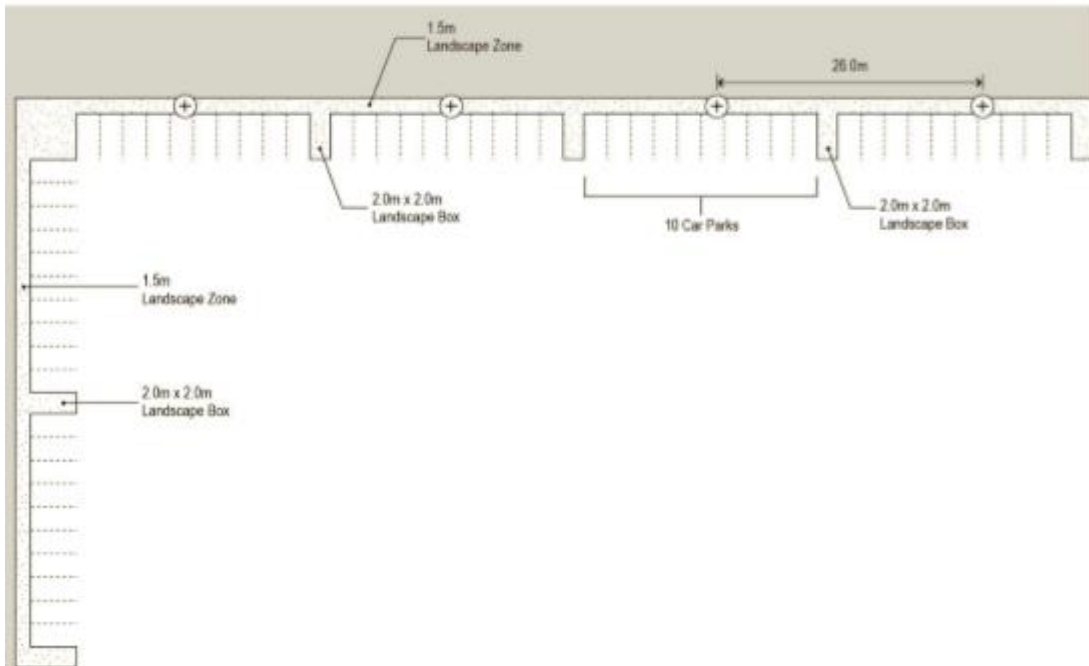 1.5m
Landscape Zone
26.0m
2.0m x 2.0m
Landscape Box
2.0m x 2.0m
Landscape Box
10 Car Parks
1.5m
Landscape Zone
2.0m x 2.0m
Landscape Box